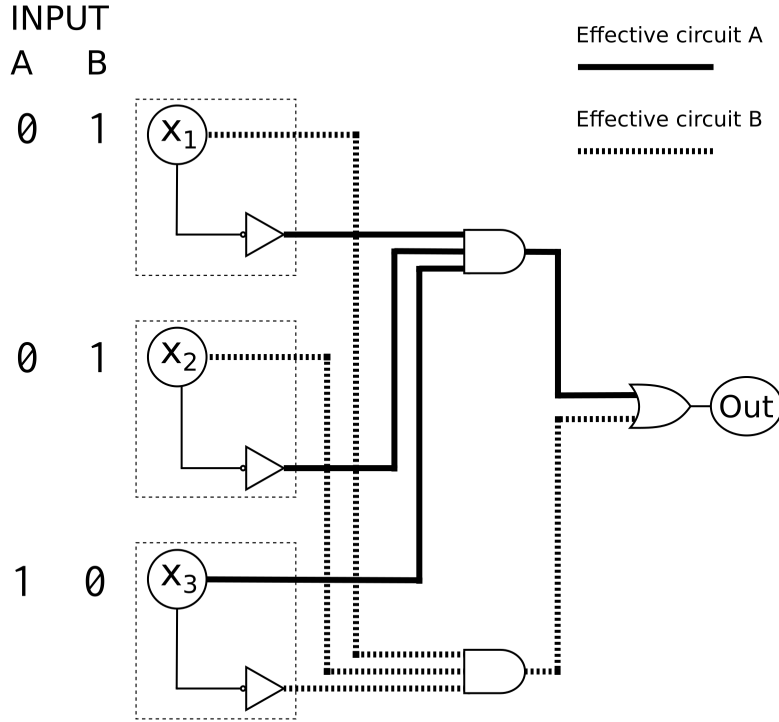 INPUT
A B
Effective circuit A
Effective circuit B
0 1
x1
0 1
x2
Out
1 0
x3